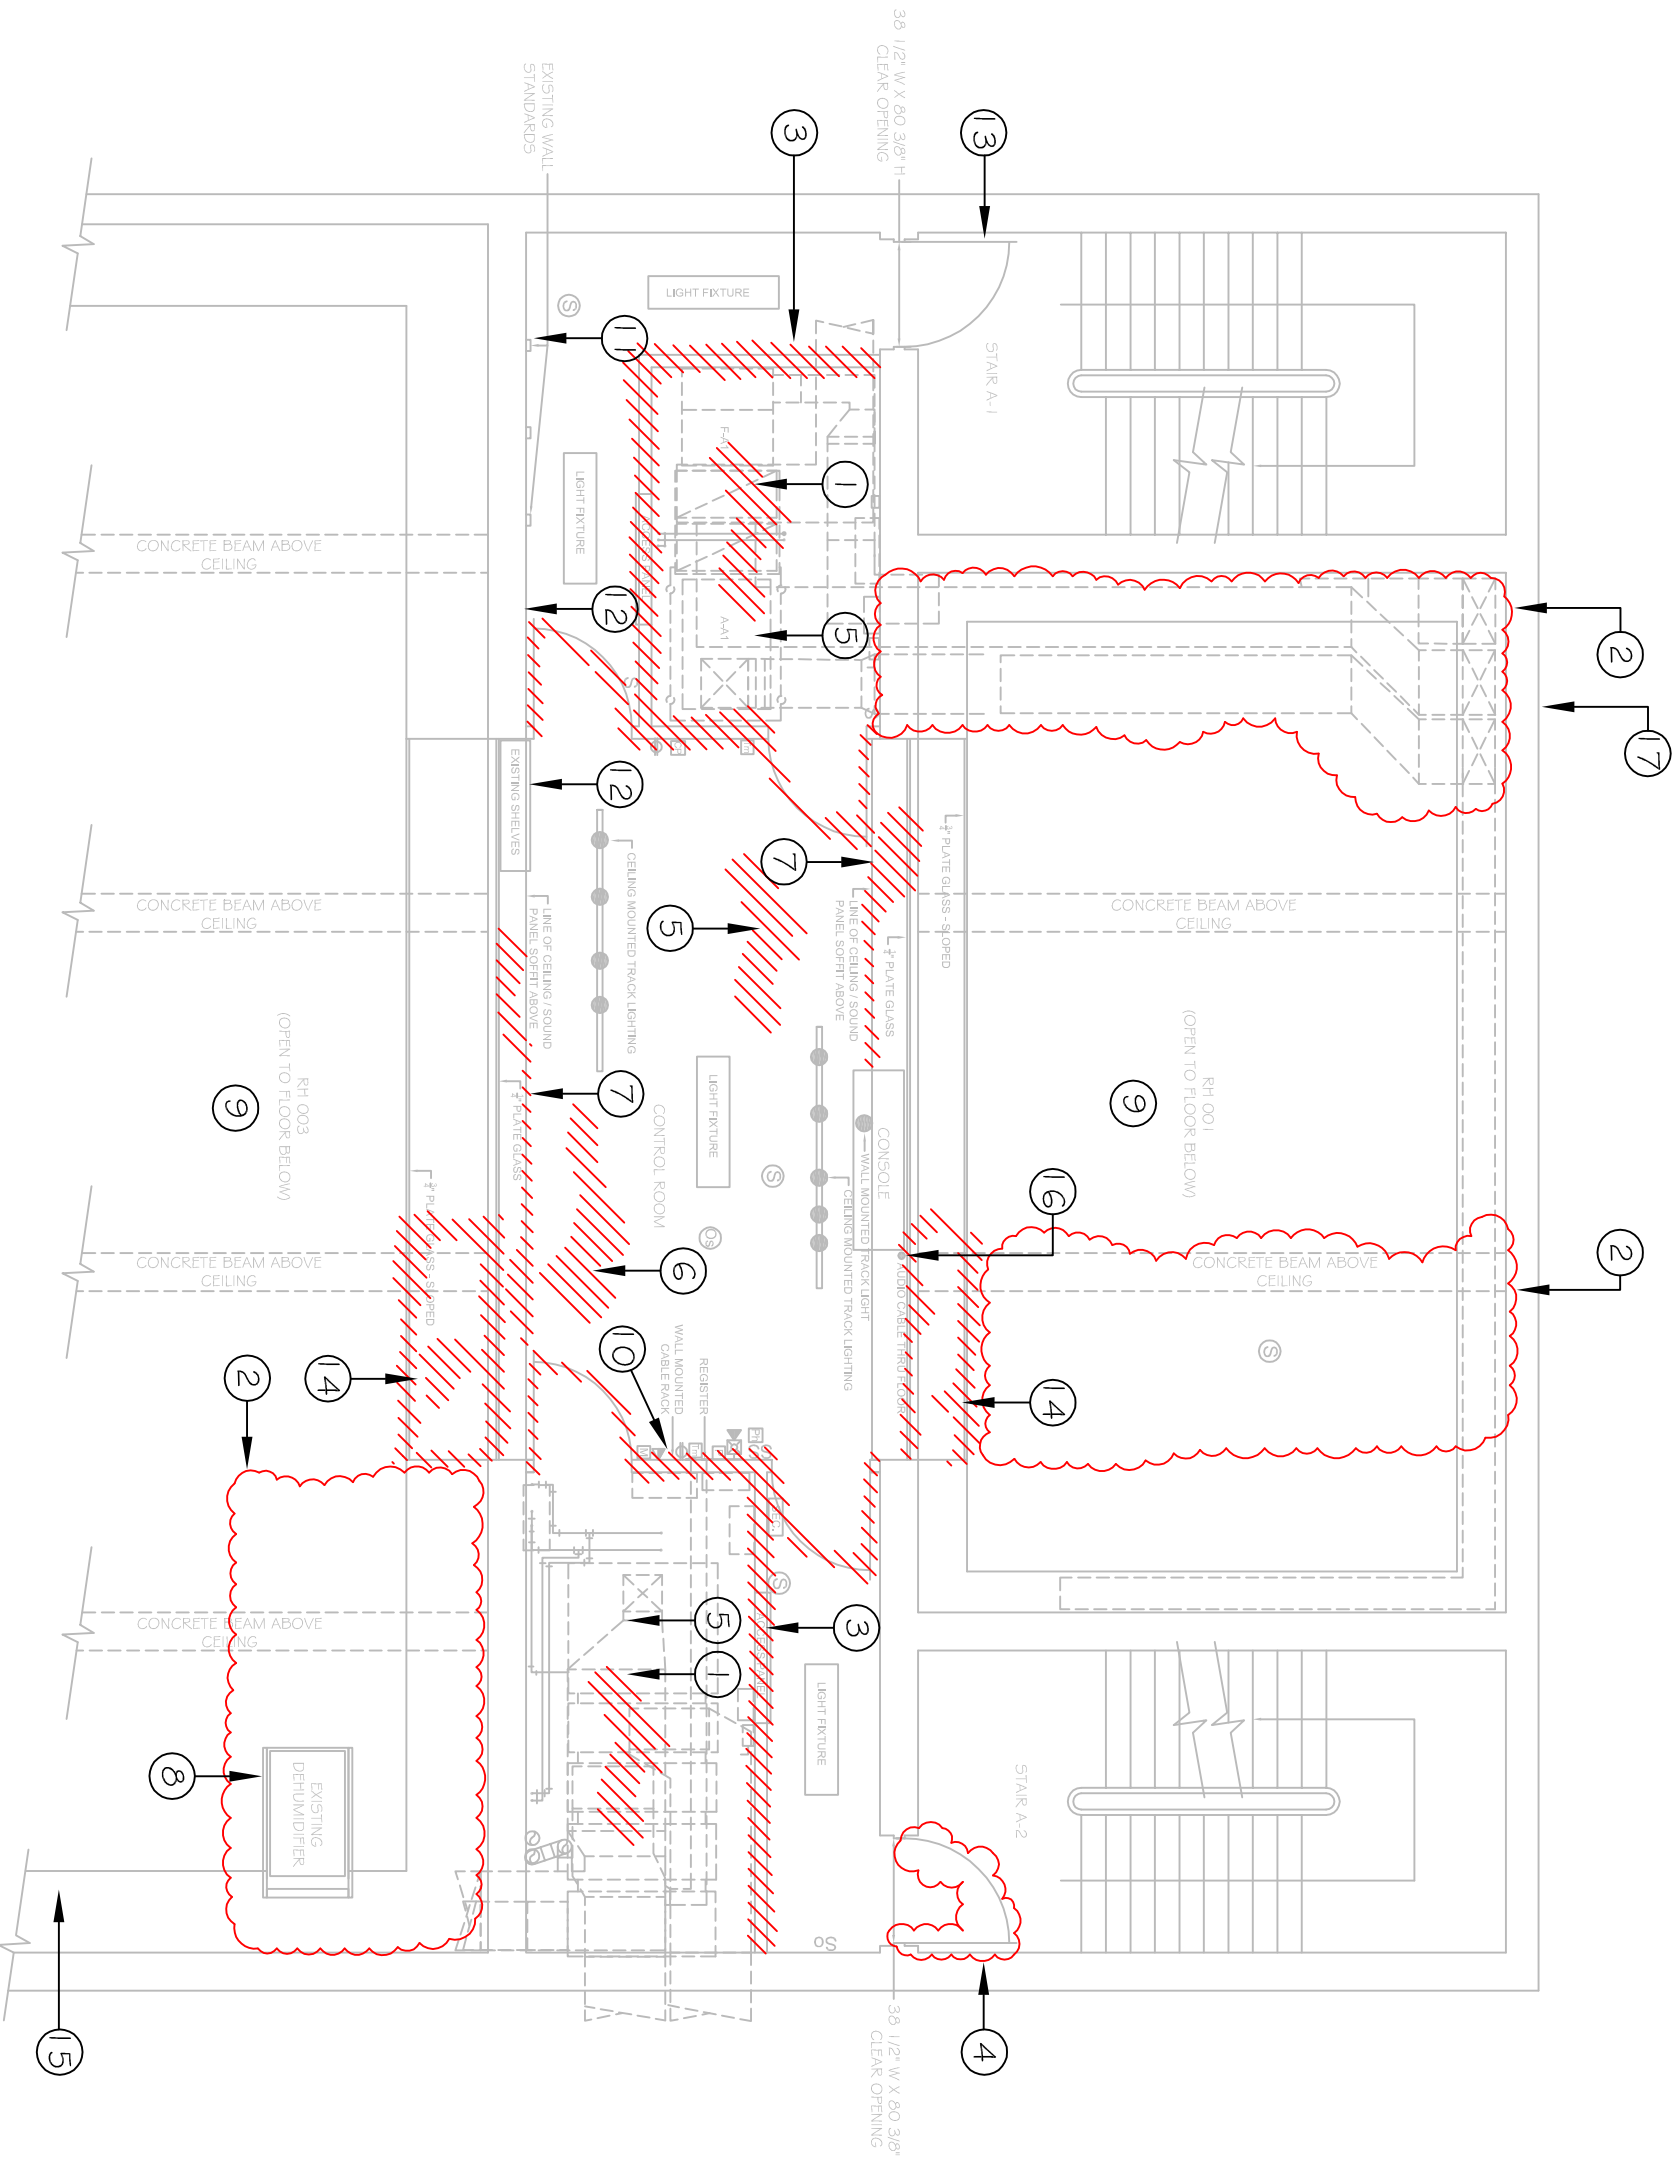 38 1/2" W X 80 3/8" H
CLEAR OPENING
EXISTING WALL
STANDARDS
3
13
11
LIGHT FIXTURE
S
STAIR A-1
F-A1
1
LIGHT FIXTURE
CONCRETE BEAM ABOVE
CEILING
12
A-A1
5
S
2
17
EXISTING SHELVES
12
7
5
CEILING MOUNTED TRACK LIGHTING
LINE OF CEILING / SOUND
PANEL SOFFIT ABOVE
LINE OF CEILING / SOUND
PANEL SOFFIT ABOVE
PLATE GLASS - SLOPED
PLATE GLASS
CONCRETE BEAM ABOVE
CEILING
CONCRETE BEAM ABOVE
CEILING
RH 003
(OPEN TO FLOOR BELOW)
9
7
PLATE GLASS
LIGHT FIXTURE
CONTROL ROOM
S
OS
CONSOLE
WALL MOUNTED TRACK LIGHT
CEILING MOUNTED TRACK LIGHTING
RH 001
(OPEN TO FLOOR BELOW)
9
16
AUDIO CABLE THRU FLOOR
6
2
PLATE GLASS - SLOPED
CONCRETE BEAM ABOVE
CEILING
CONCRETE BEAM ABOVE
CEILING
S
10
WALL MOUNTED
CABLE RACK
REGISTER
14
14
2
S
5
3
ACCESS PANEL
1
CONCRETE BEAM ABOVE
CEILING
LIGHT FIXTURE
STAIR A-2
8
EXISTING
DEHUMIDIFIER
So
15
4
38 1/2" W X 80 3/8"
CLEAR OPENING